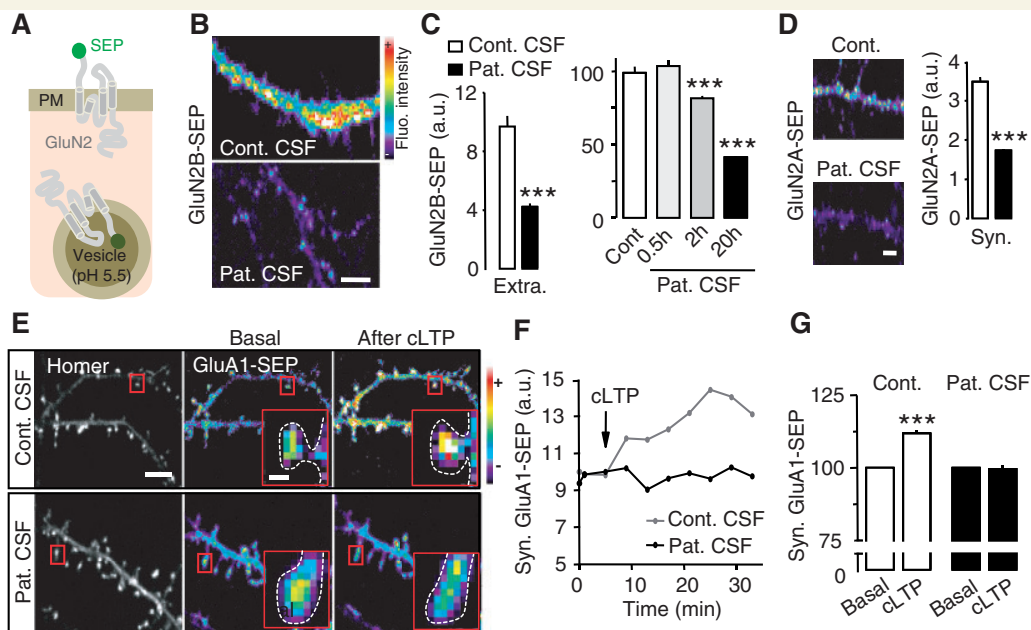 A
SEP
PM
GluN2
Vesicle
(pH 5.5)
B
GluN2B-SEP
Cont. CSF
Pat. CSF
+
Fluo. intensity
-
C
Cont. CSF
Pat. CSF
GluN2B-SEP (a.u.)
12
8
4
0
***
Extra.
100
50
0
***
***
Cont
0.5h
2h
20h
Pat. CSF
D
GluN2A-SEP
Cont.
Pat. CSF
GluN2A-SEP (a.u.)
4
3
2
1
0
***
Syn.
E
Basal
After cLTP
Cont. CSF
Homer
GluA1-SEP
+
-
Pat. CSF
F
Syn. GluA1-SEP (a.u.)
15
13
11
9
7
5
cLTP
Cont. CSF
Pat. CSF
0
10
20
30
Time (min)
G
Cont.
Pat. CSF
Syn. GluA1-SEP
125
100
75
0
***
Basal
cLTP
Basal
cLTP